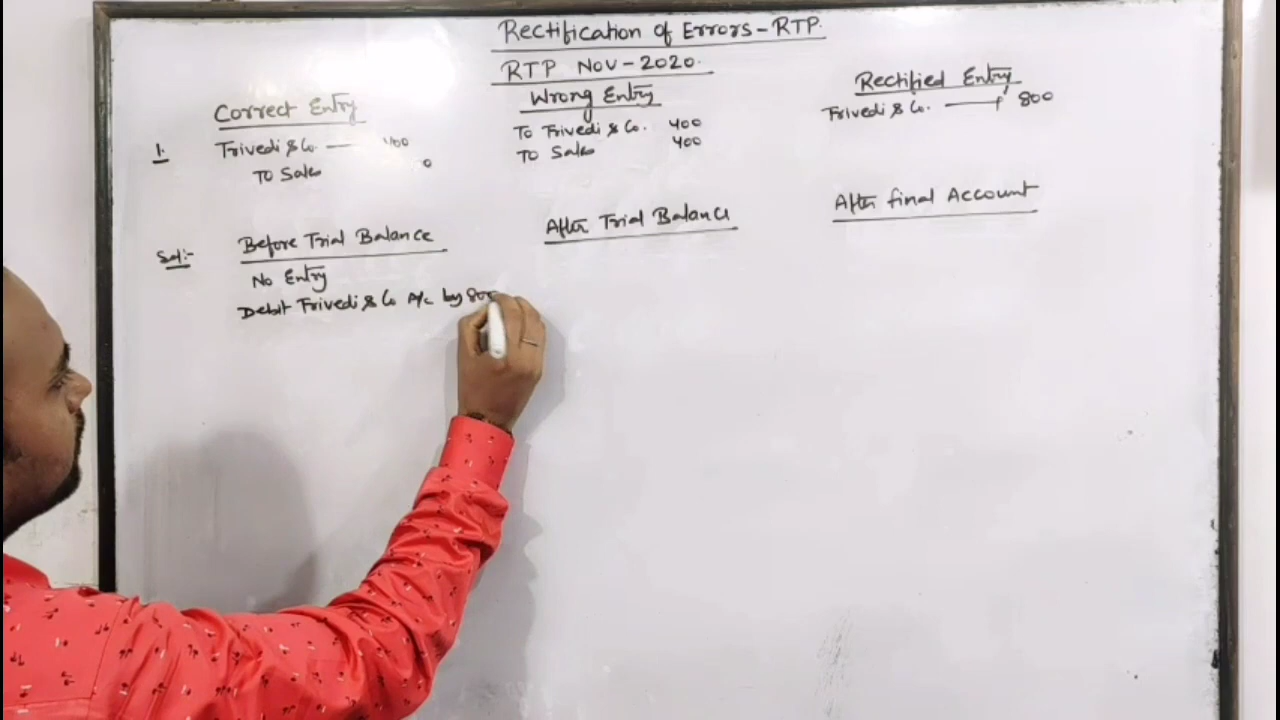 Rectification of Errors - RTP.
RTP Nov - 2020.
Correct Entry
Wrong Entry
Rectified Entry
1. Trivedi & Co. — 400
To Sales
To Trivedi & Co. 400
To Sales 400
Trivedi & Co. — 800
Sol:- Before Trial Balance
After Trial Balance
After final Account
No Entry
Debit Trivedi & Co A/c by